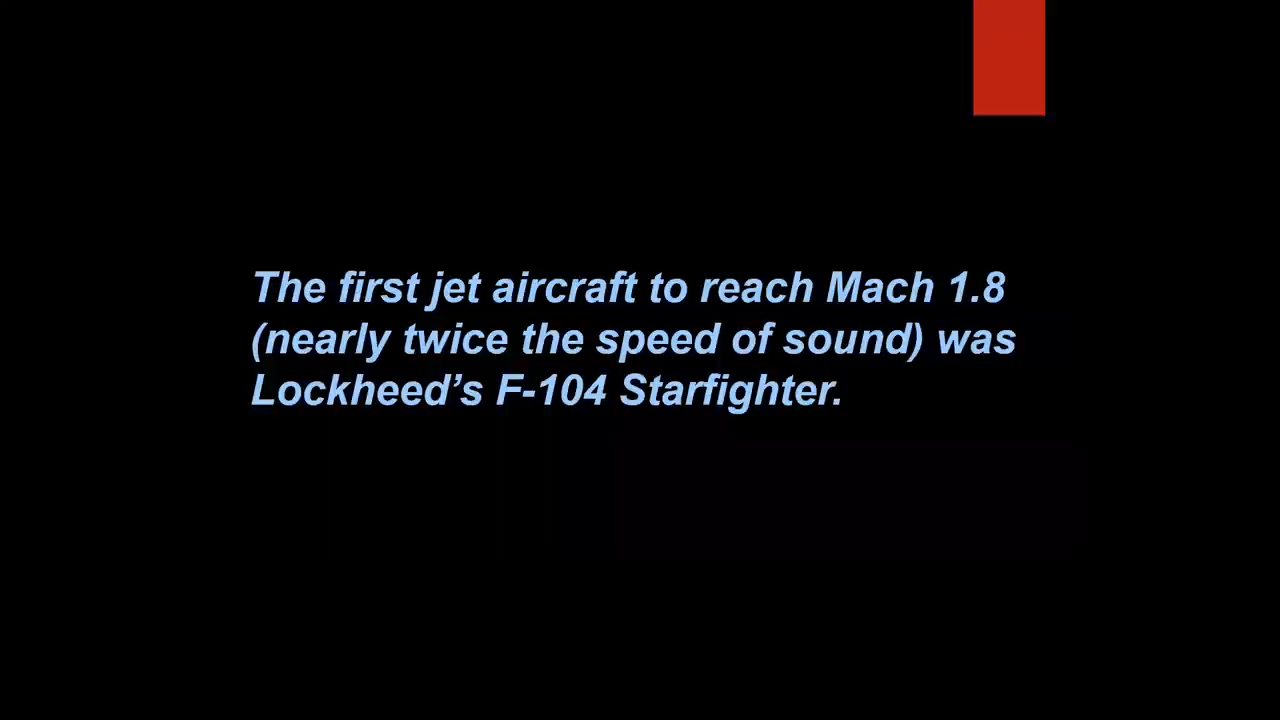 The first jet aircraft to reach Mach 1.8
(nearly twice the speed of sound) was
Lockheed’s F-104 Starfighter.